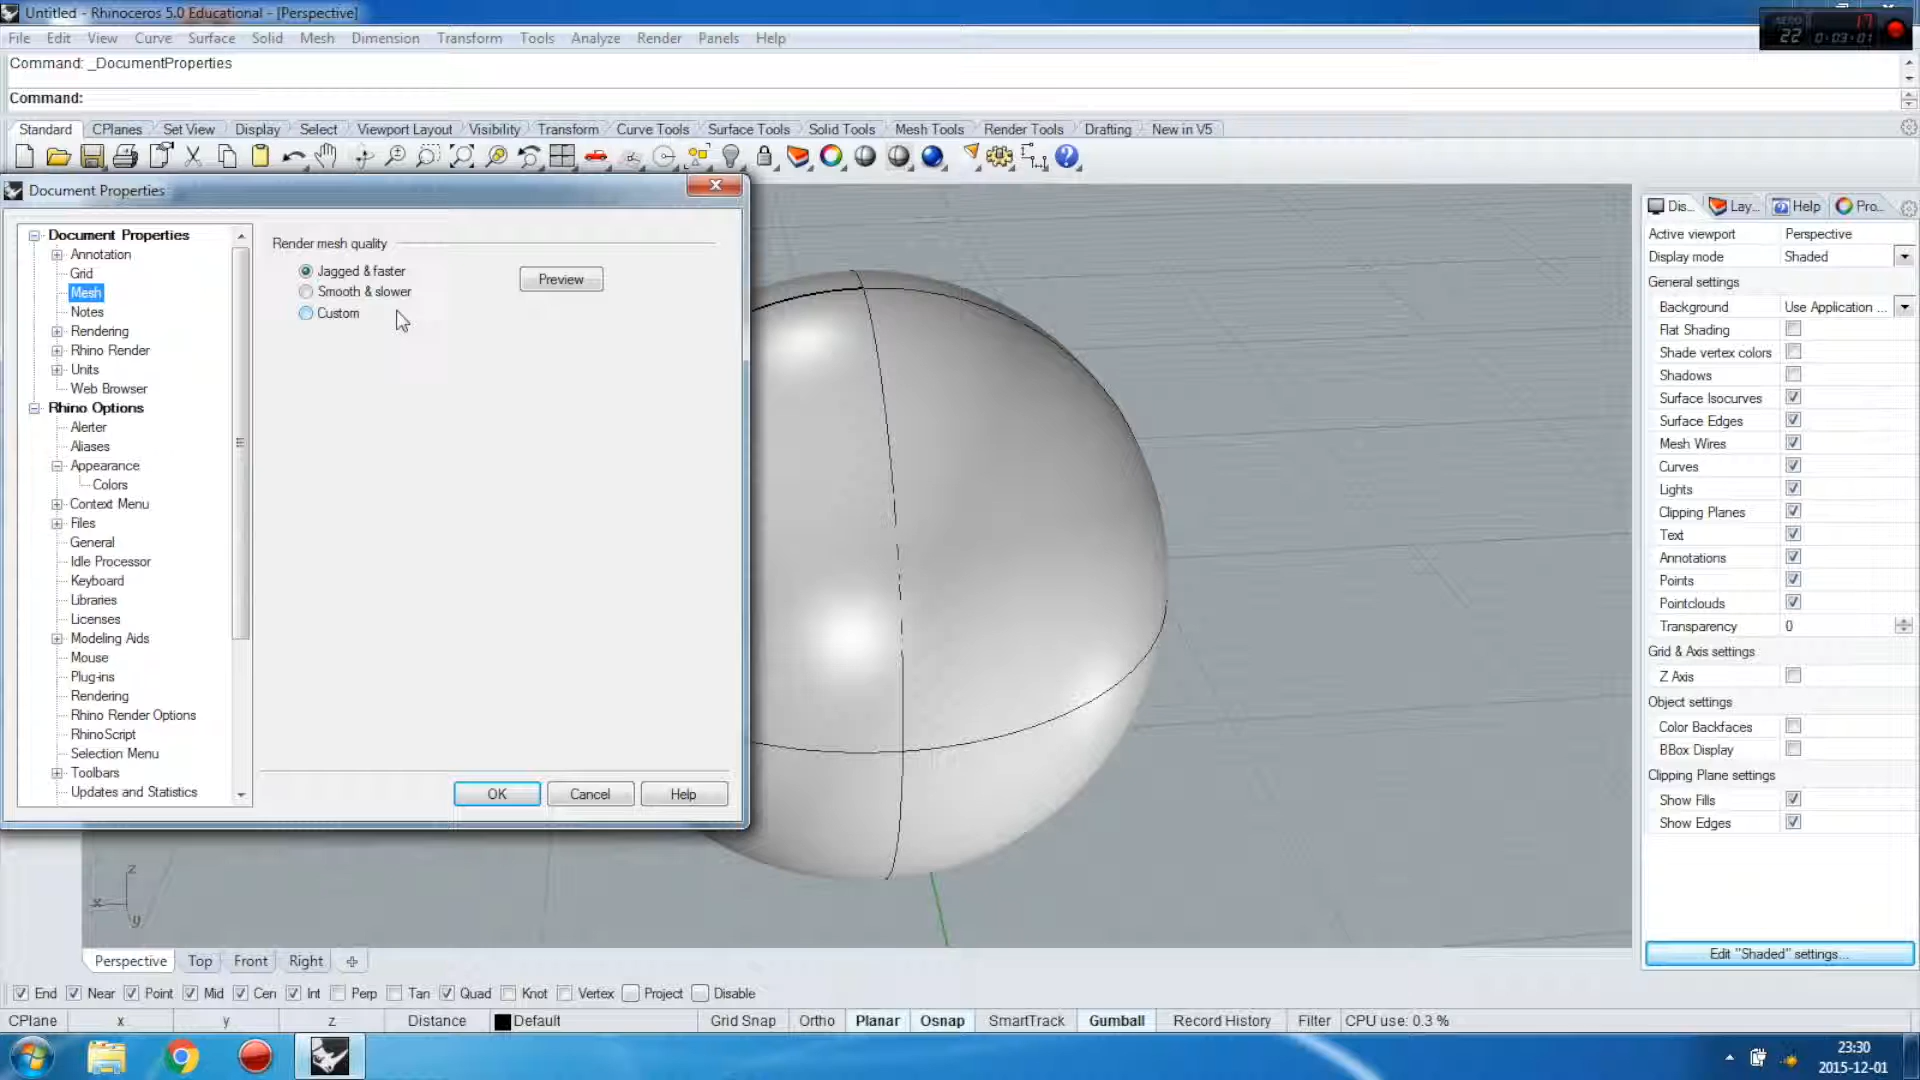 Untitled - Rhinoceros 5.0 Educational - [Perspective]
File Edit View Curve Surface Solid Mesh Dimension Transform Tools Analyze Render Panels Help
22 17 0:03:01
Command: _DocumentProperties
Command:
Standard CPlanes Set View Display Select Viewport Layout Visibility Transform Curve Tools Surface Tools Solid Tools Mesh Tools Render Tools Drafting New in V5
Document Properties
Document Properties
Annotation
Grid
Mesh
Notes
Rendering
Rhino Render
Units
Web Browser
Rhino Options
Alerter
Aliases
Appearance
Colors
Context Menu
Files
General
Idle Processor
Keyboard
Libraries
Licenses
Modeling Aids
Mouse
Plug-ins
Rendering
Rhino Render Options
RhinoScript
Selection Menu
Toolbars
Updates and Statistics
Render mesh quality
Jagged & faster
Smooth & slower
Custom
Preview
OK Cancel Help
Dis... Lay... Help Pro...
Active viewport Perspective
Display mode Shaded
General settings
Background Use Application ...
Flat Shading
Shade vertex colors
Shadows
Surface Isocurves
Surface Edges
Mesh Wires
Curves
Lights
Clipping Planes
Text
Annotations
Points
Pointclouds
Transparency 0
Grid & Axis settings
Z Axis
Object settings
Color Backfaces
BBox Display
Clipping Plane settings
Show Fills
Show Edges
Edit "Shaded" settings...
z
x
y
Perspective Top Front Right
End Near Point Mid Cen Int Perp Tan Quad Knot Vertex Project Disable
CPlane x y z Distance Default Grid Snap Ortho Planar Osnap SmartTrack Gumball Record History Filter CPU use: 0.3 %
23:30
2015-12-01